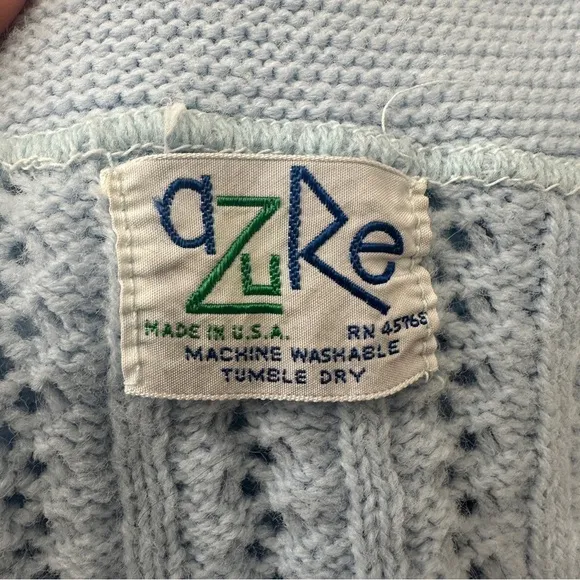 azuRe
MADE IN U.S.A. RN 45768
MACHINE WASHABLE
TUMBLE DRY